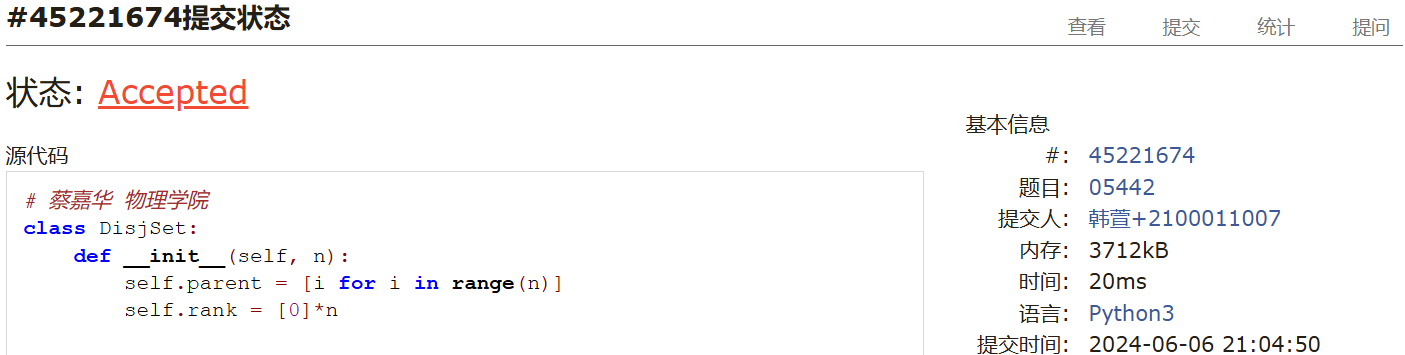 #45221674提交状态
查看 提交 统计 提问
状态: Accepted
源代码
# 蔡嘉华 物理学院
class DisjSet:
    def __init__(self, n):
        self.parent = [i for i in range(n)]
        self.rank = [0]*n
基本信息
#: 45221674
题目: 05442
提交人: 韩萱+2100011007
内存: 3712kB
时间: 20ms
语言: Python3
提交时间: 2024-06-06 21:04:50